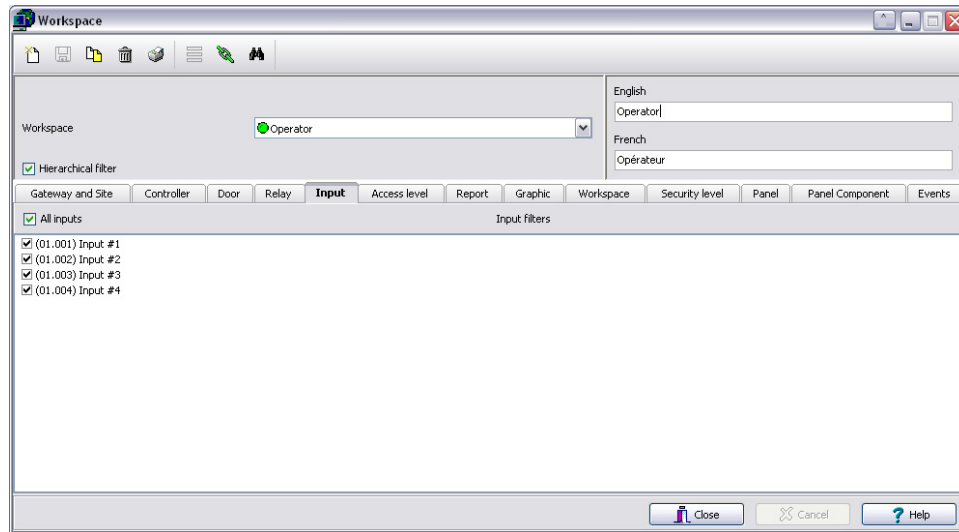 Workspace
English
Operator
Workspace
Operator
French
Opérateur
Hierarchical filter
Gateway and Site Controller Door Relay Input Access level Report Graphic Workspace Security level Panel Panel Component Events
All inputs Input filters
(01.001) Input #1
(01.002) Input #2
(01.003) Input #3
(01.004) Input #4
Close Cancel ? Help